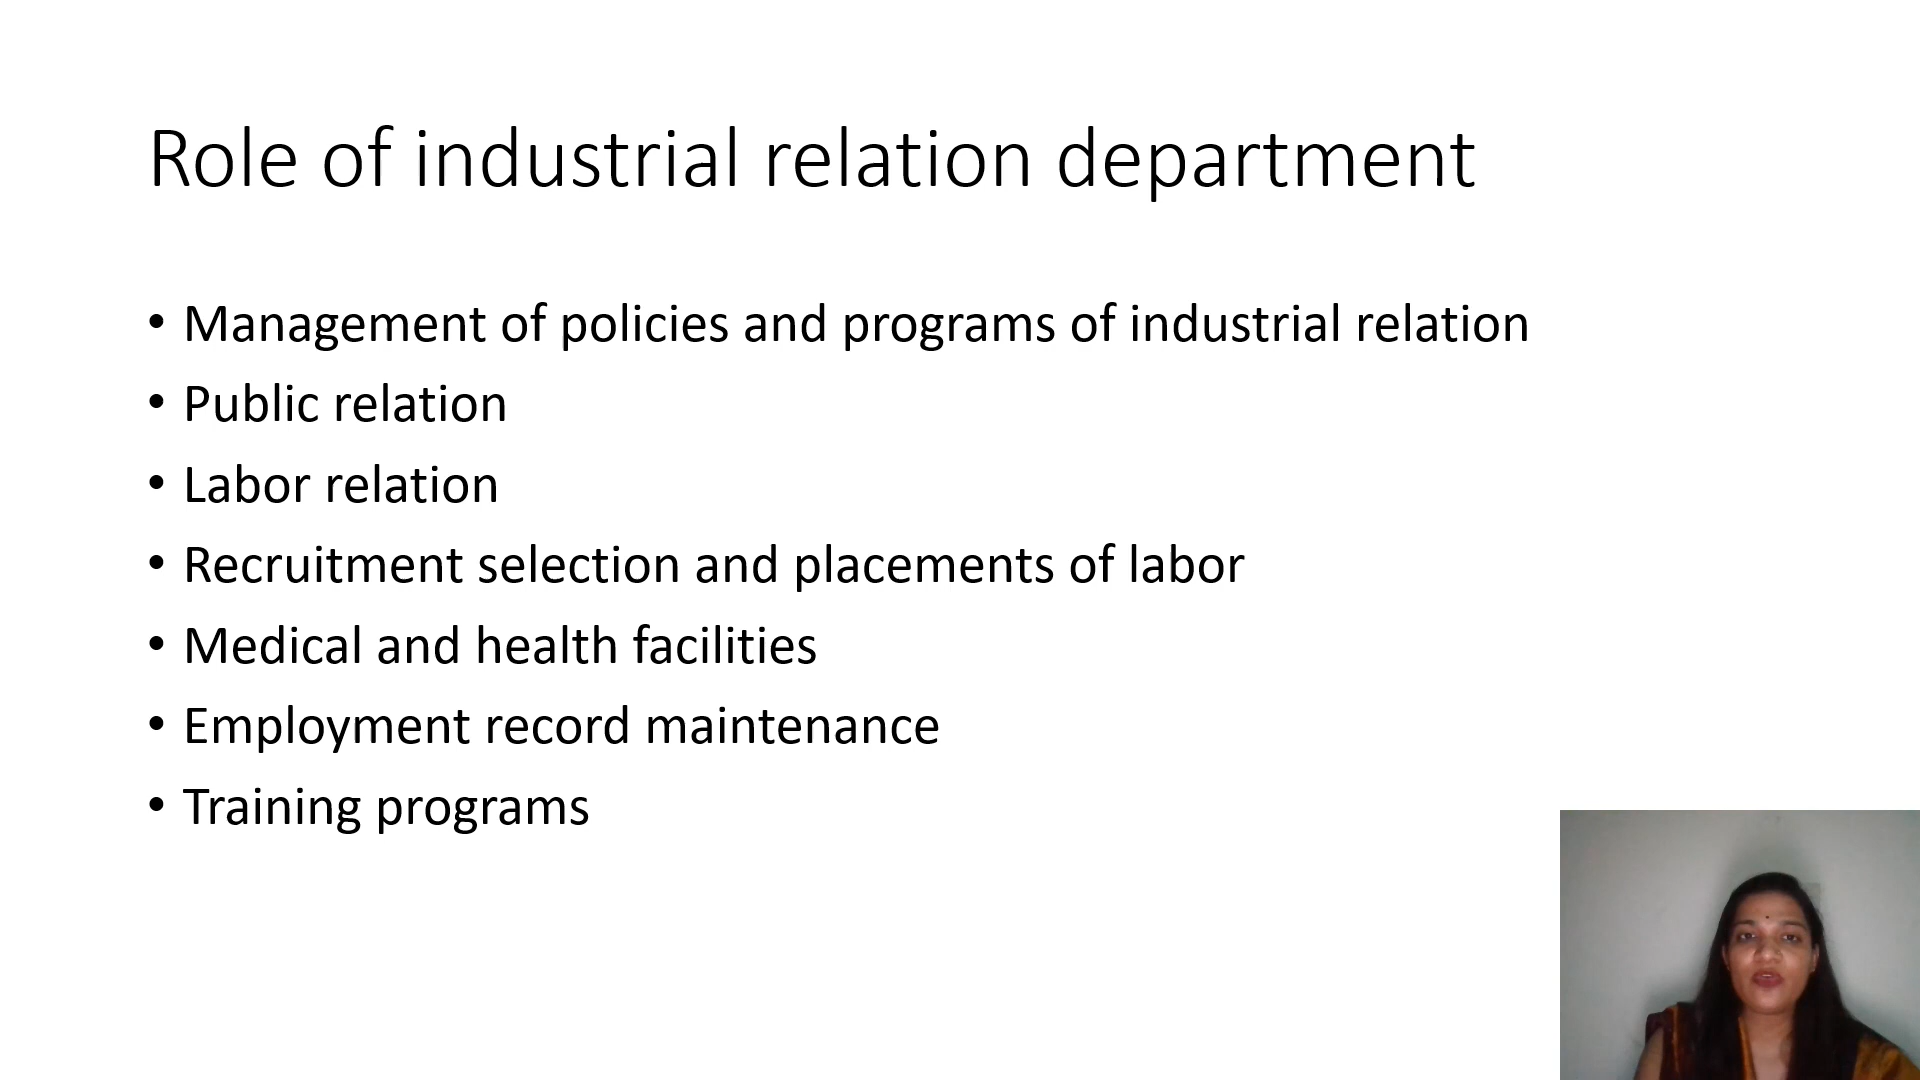 Role of industrial relation department
• Management of policies and programs of industrial relation
• Public relation
• Labor relation
• Recruitment selection and placements of labor
• Medical and health facilities
• Employment record maintenance
• Training programs